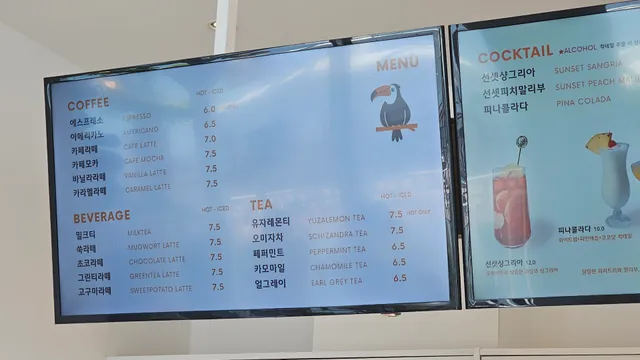 MENU
COFFEE
HOT · ICED
에스프레소 ESPRESSO 6.0
아메리카노 AMERICANO 6.5
카페라떼 CAFE LATTE 7.0
카페모카 CAFE MOCHA 7.5
바닐라라떼 VANILLA LATTE 7.5
카라멜라떼 CARAMEL LATTE 7.5
BEVERAGE
HOT · ICED
밀크티 MILKTEA 7.5
쑥라떼 MUGWORT LATTE 7.5
초코라떼 CHOCOLATE LATTE 7.5
그린티라떼 GREENTEA LATTE 7.5
고구마라떼 SWEETPOTATO LATTE 7.5
TEA
HOT · ICED
유자레몬티 YUZALEMON TEA 7.5 HOT ONLY
오미자차 SCHIZANDRA TEA 7.5
페퍼민트 PEPPERMINT TEA 6.5
카모마일 CHAMOMILE TEA 6.5
얼그레이 EARL GREY TEA 6.5
COCKTAIL ★ALCOHOL
선셋상그리아 SUNSET SANGRIA
선셋피치말리부 SUNSET PEACH
피나콜라다 PINA COLADA
피나콜라다 10.0
선셋상그리아 12.0